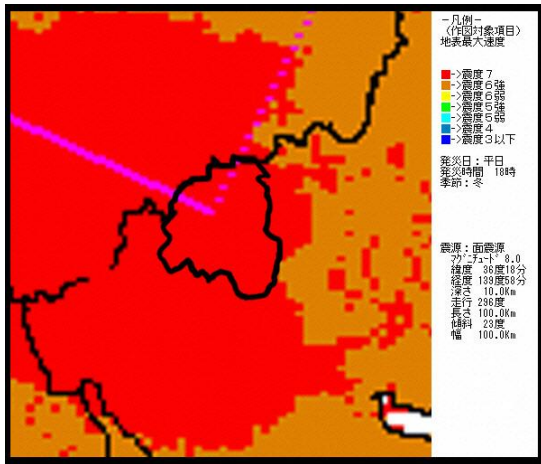 －凡例－
（作図対象項目）
地表最大速度
■->震度７
■->震度６強
■->震度６弱
■->震度５強
■->震度５弱
■->震度４
■->震度３以下
発災日：平日
発災時間　18時
季節：冬
震源：面震源
ﾏｸﾞﾆﾁｭｰﾄﾞ 8.0
緯度　36度18分
経度 139度58分
深さ　10.0Km
走行 296度
長さ 100.0Km
傾斜　23度
幅　 100.0Km